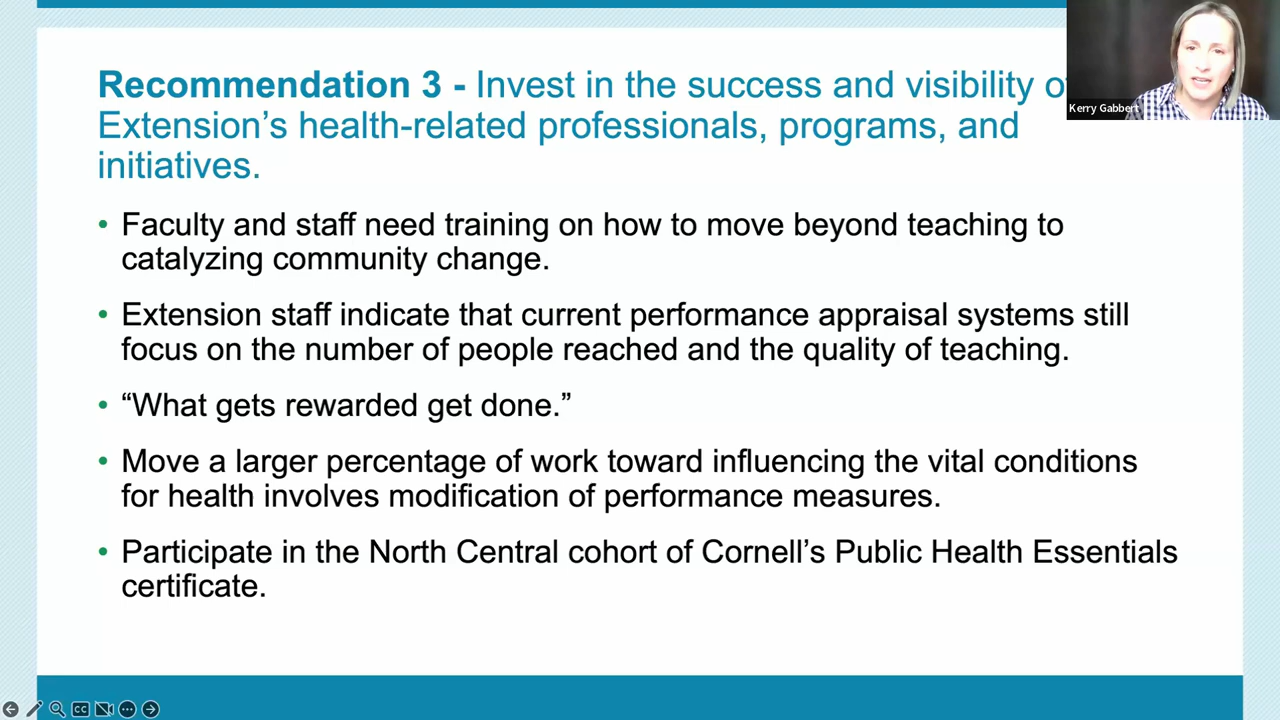 Recommendation 3 - Invest in the success and visibility of
Extension’s health-related professionals, programs, and
initiatives.
• Faculty and staff need training on how to move beyond teaching to
catalyzing community change.
• Extension staff indicate that current performance appraisal systems still
focus on the number of people reached and the quality of teaching.
• “What gets rewarded get done.”
• Move a larger percentage of work toward influencing the vital conditions
for health involves modification of performance measures.
• Participate in the North Central cohort of Cornell’s Public Health Essentials
certificate.
Kerry Gabbert
CC